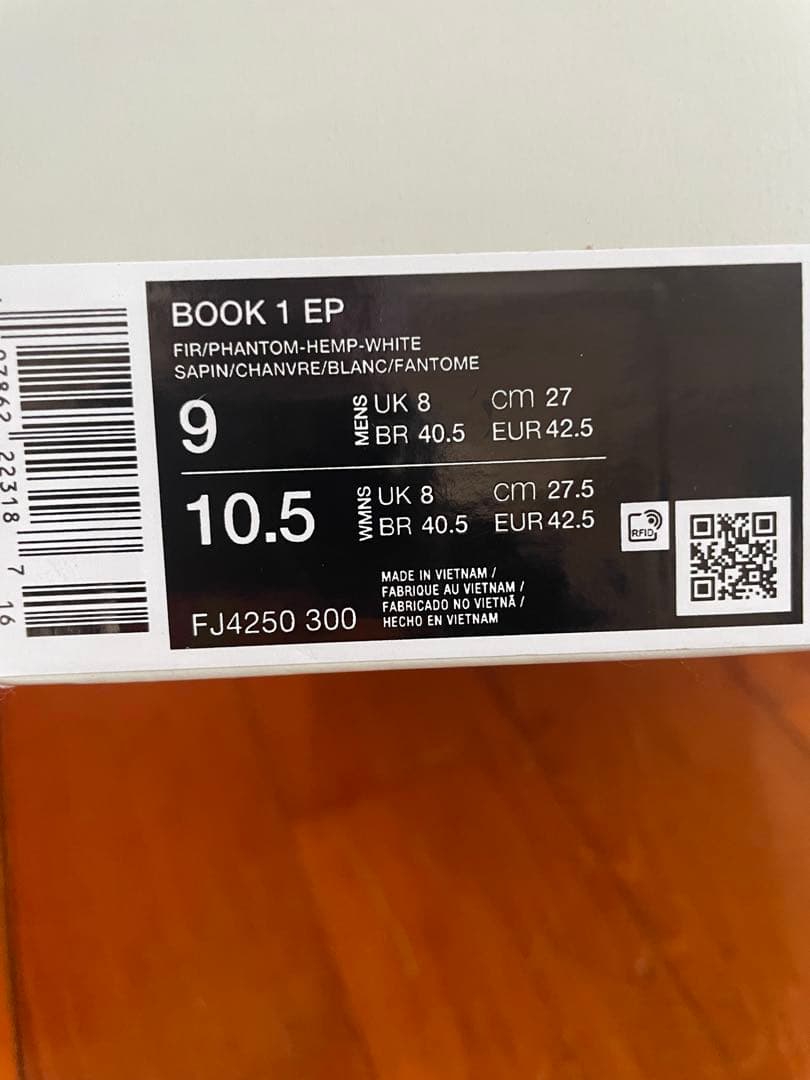 BOOK 1 EP
FIR/PHANTOM-HEMP-WHITE
SAPIN/CHANVRE/BLANC/FANTOME
9
MENS
UK 8 cm 27
BR 40.5 EUR 42.5
10.5
WMNS
UK 8 cm 27.5
BR 40.5 EUR 42.5
RFID
MADE IN VIETNAM /
FABRIQUE AU VIETNAM /
FABRICADO NO VIETNÃ /
HECHO EN VIETNAM
FJ4250 300
22318 7 16